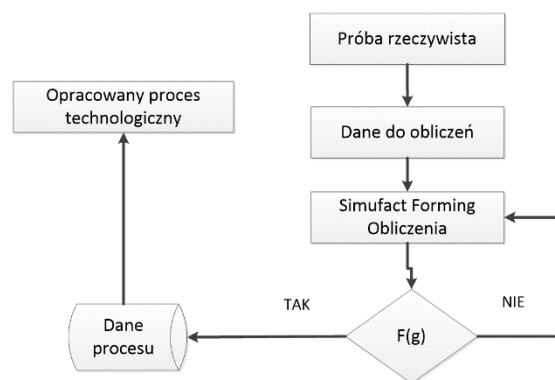 Próba rzeczywista
Opracowany proces
technologiczny
Dane do obliczeń
Simufact Forming
Obliczenia
TAK
NIE
Dane
procesu
F(g)